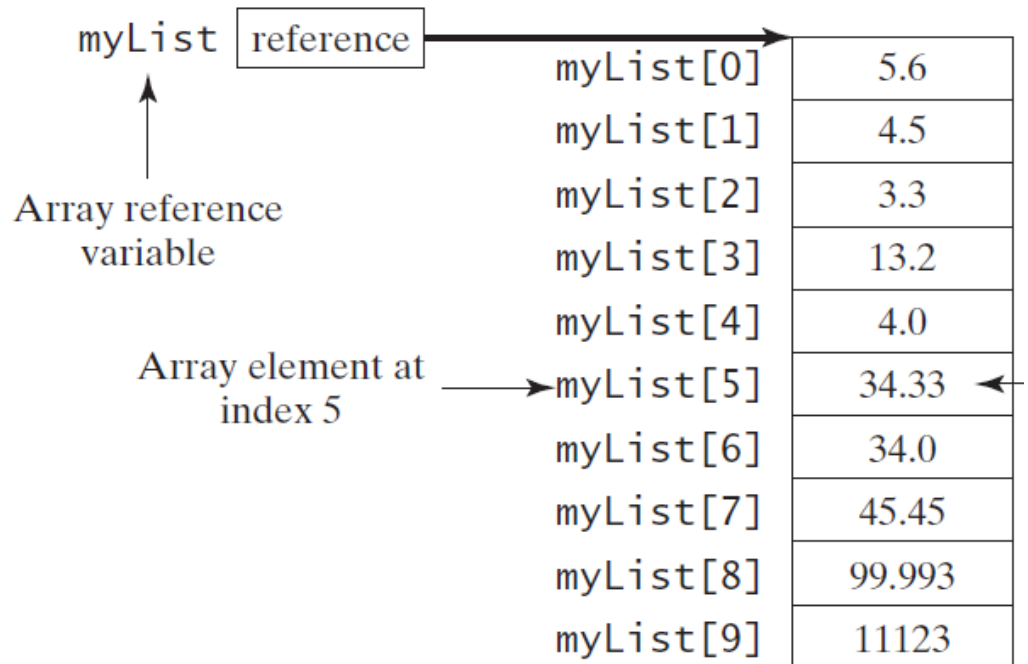 myList reference
myList[0] 5.6
myList[1] 4.5
Array reference
variable
myList[2] 3.3
myList[3] 13.2
myList[4] 4.0
Array element at
index 5
myList[5] 34.33
myList[6] 34.0
myList[7] 45.45
myList[8] 99.993
myList[9] 11123